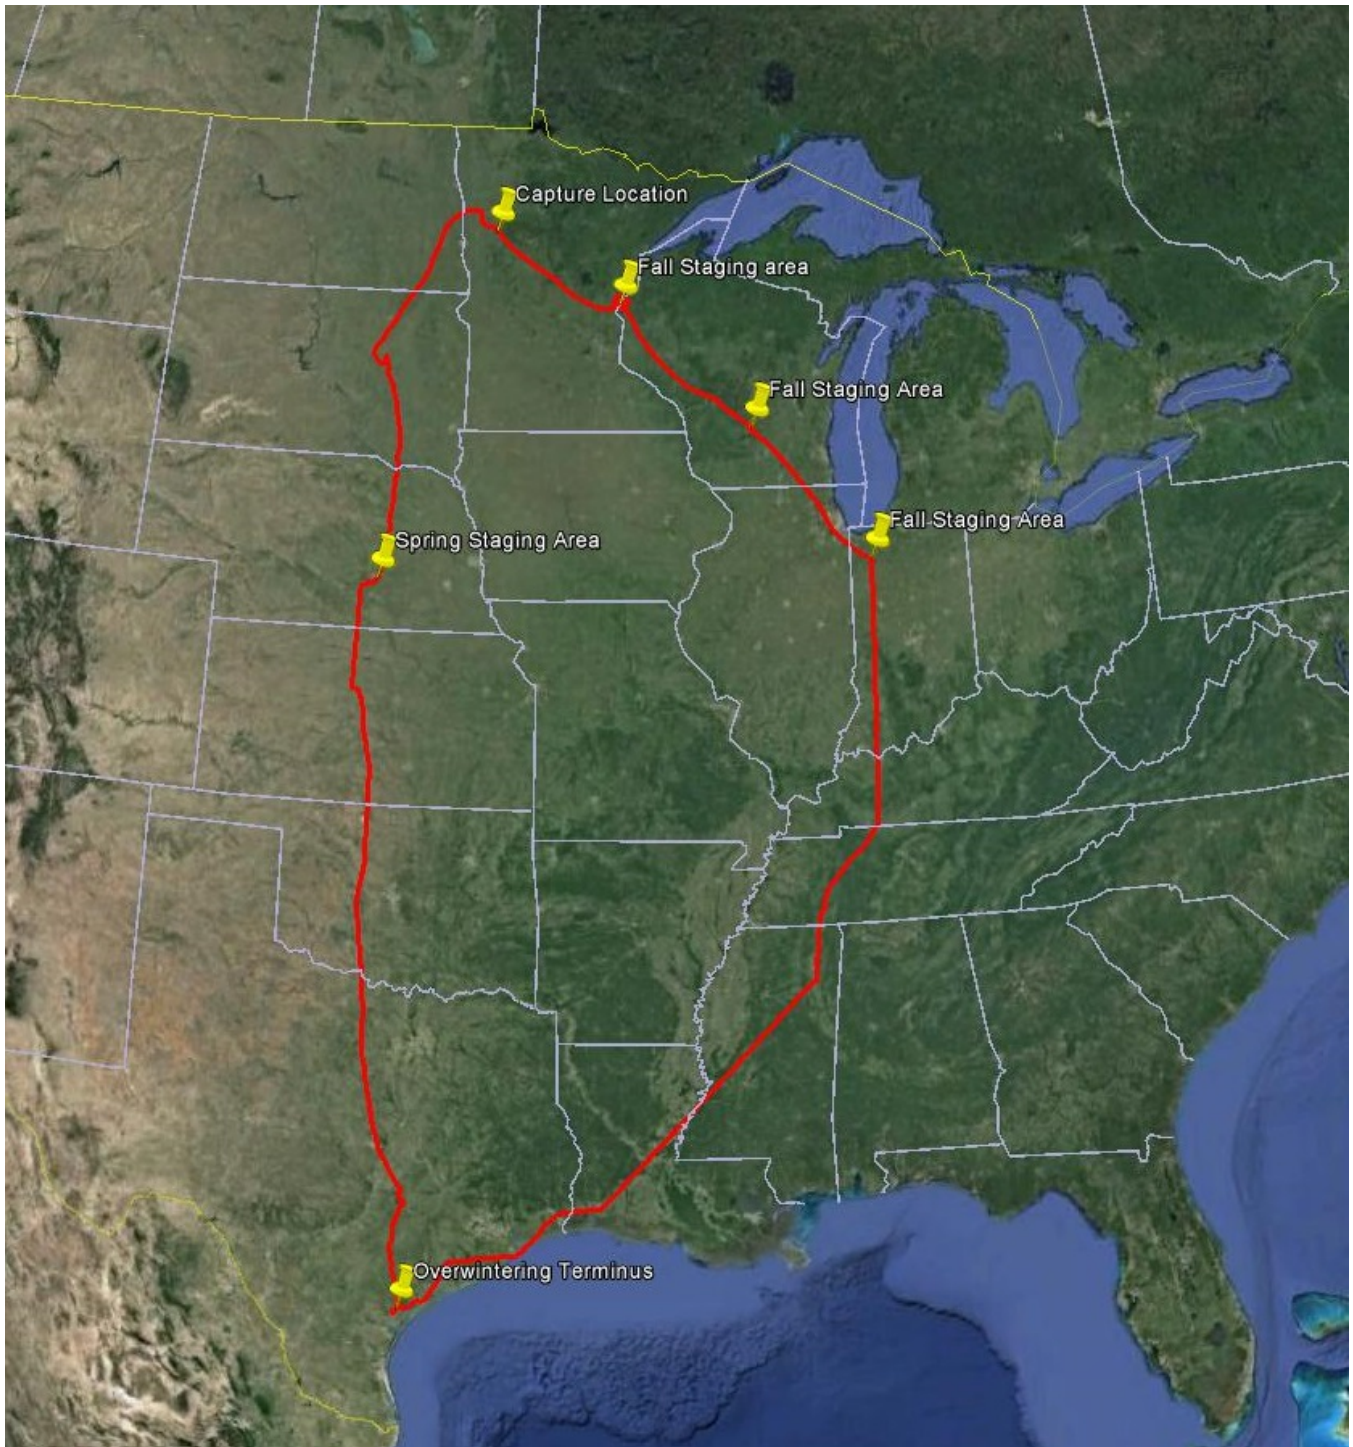 Capture Location
Fall Staging area
Fall Staging Area
Fall Staging Area
Spring Staging Area
Overwintering Terminus